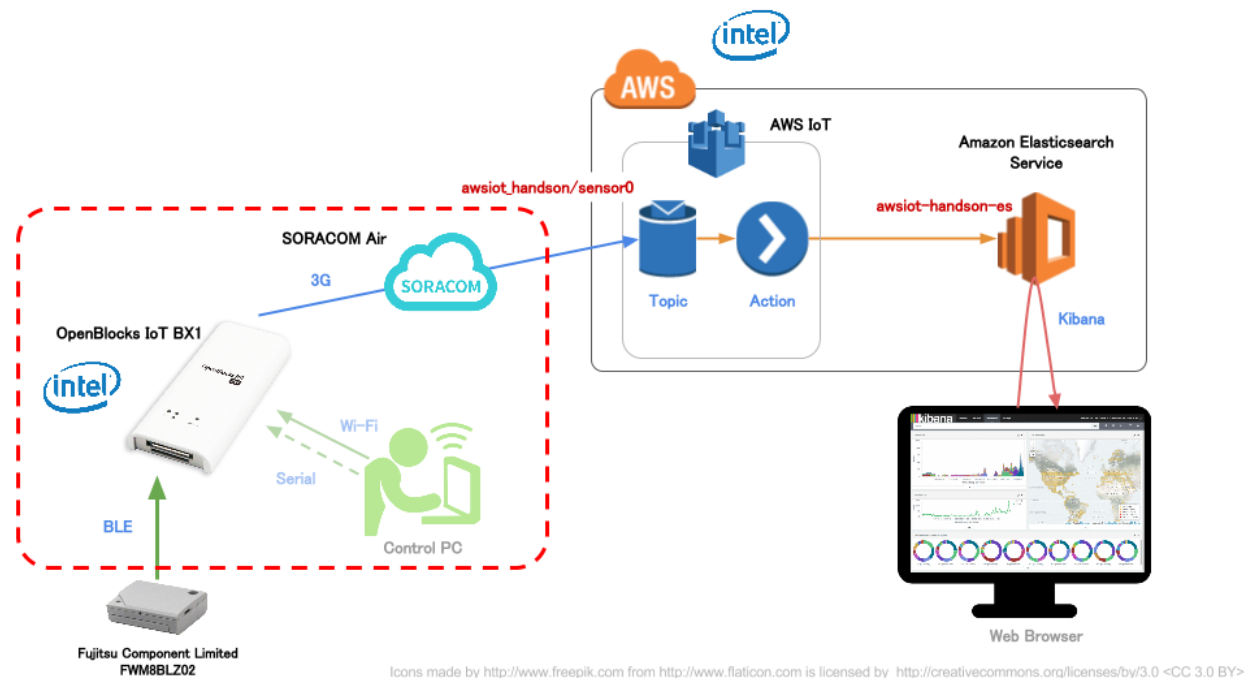 intel
AWS
AWS IoT
Amazon Elasticsearch
Service
awsiot_handson/sensor0
awsiot-handson-es
SORACOM Air
3G
SORACOM
Topic
Action
Kibana
OpenBlocks IoT BX1
intel
kibana
Wi-Fi
Serial
BLE
Control PC
Web Browser
Fujitsu Component Limited
FWM8BLZ02
Icons made by http://www.freepik.com from http://www.flaticon.com is licensed by http://creativecommons.org/licenses/by/3.0 <CC 3.0 BY>